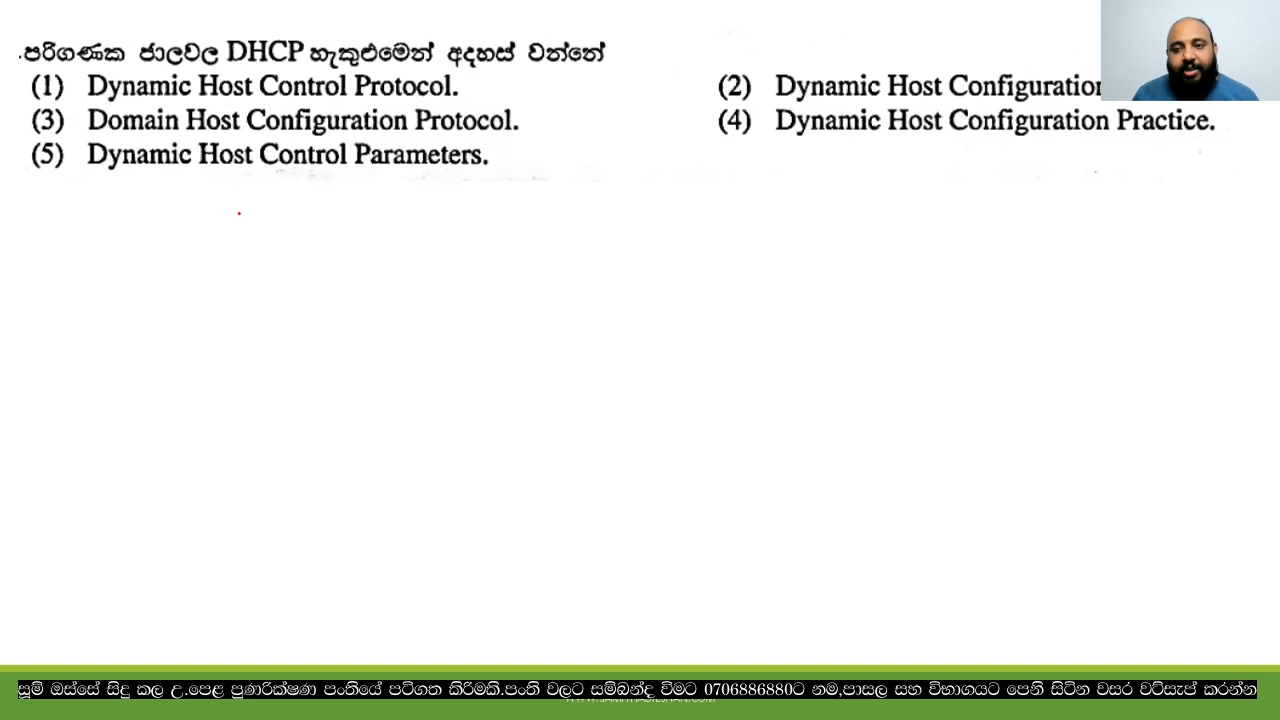 .පරිගණක ජාලවල DHCP හැකුළුමෙන් අදහස් වන්නේ
(1) Dynamic Host Control Protocol.
(2) Dynamic Host Configuration
(3) Domain Host Configuration Protocol.
(4) Dynamic Host Configuration Practice.
(5) Dynamic Host Control Parameters.
සූම් ඔස්සේ සිදු කල උ.පෙළ පුණරික්ෂණ පංතියේ පටිගත කිරිමකි.පංති වලට සම්බන්ද වීමට 0706886880ට නම,පාසල සහ විභාගයට පෙනි සිටින වසර වට්සැප් කරන්න